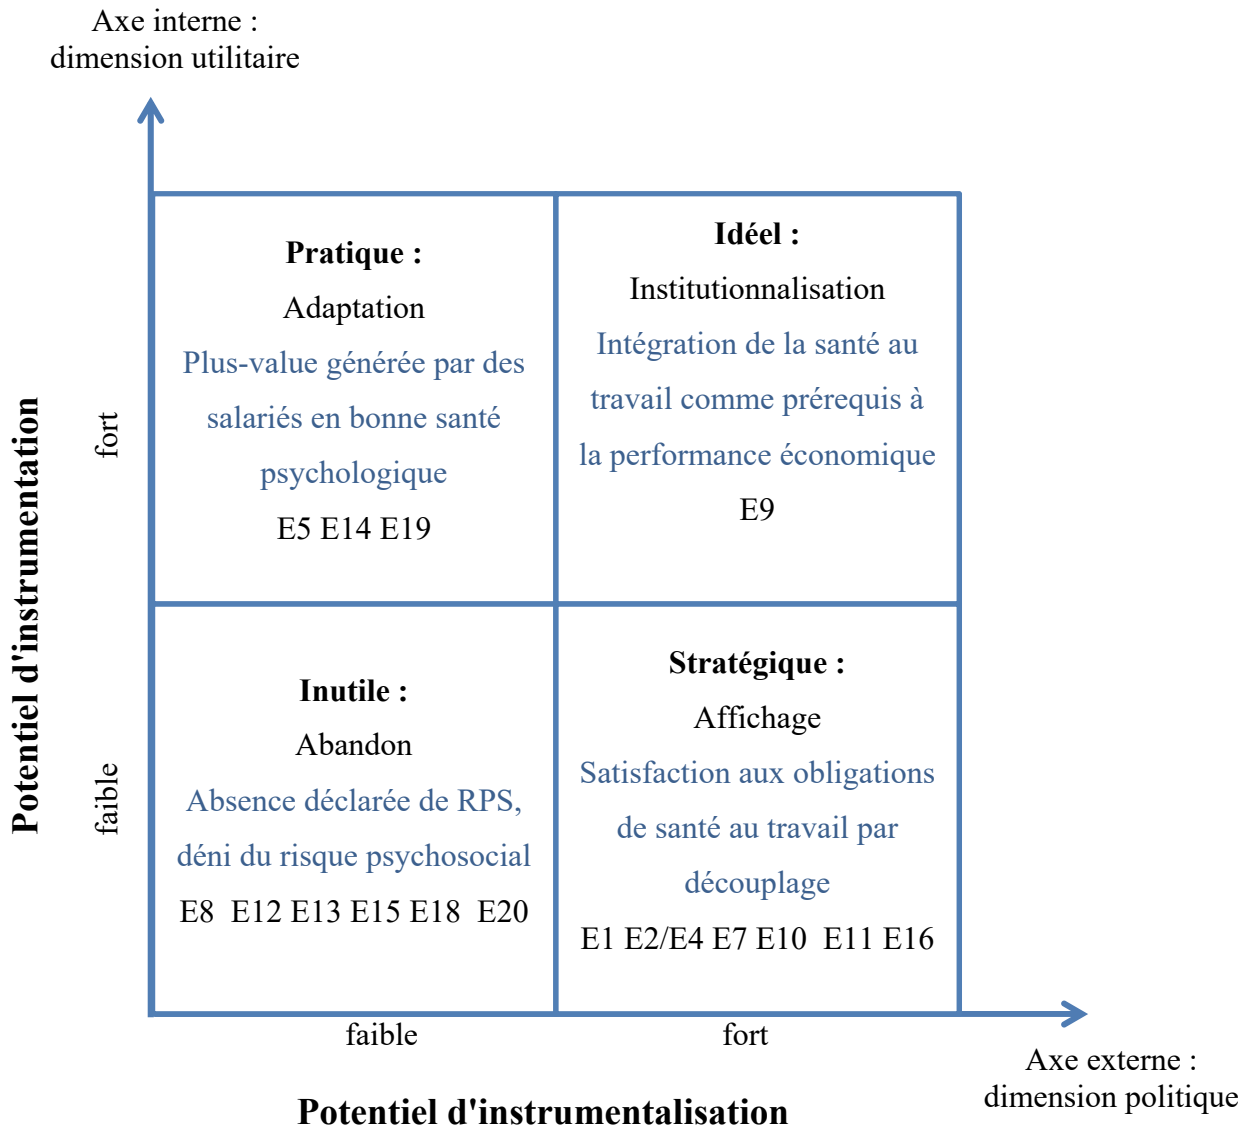 Axe interne :
dimension utilitaire
Potentiel d'instrumentation
fort
faible
Pratique :
Adaptation
Plus-value générée par des
salariés en bonne santé
psychologique
E5 E14 E19
Idéel :
Institutionnalisation
Intégration de la santé au
travail comme prérequis à
la performance économique
E9
Inutile :
Abandon
Absence déclarée de RPS,
déni du risque psychosocial
E8  E12 E13 E15 E18  E20
Stratégique :
Affichage
Satisfaction aux obligations
de santé au travail par
découplage
E1 E2/E4 E7 E10  E11 E16
faible
fort
Axe externe :
dimension politique
Potentiel d'instrumentalisation